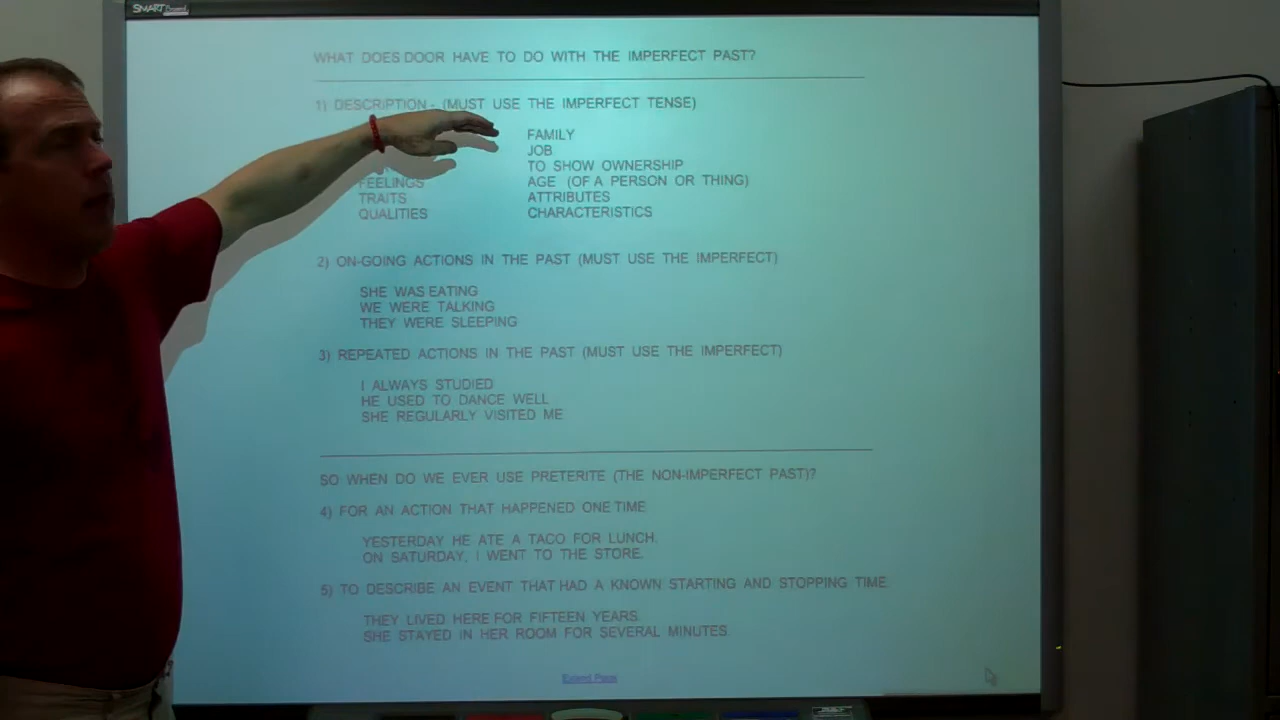 SMART Board
WHAT DOES DOOR HAVE TO DO WITH THE IMPERFECT PAST?
1) DESCRIPTION - (MUST USE THE IMPERFECT TENSE)
FAMILY
JOB
TO SHOW OWNERSHIP
FEELINGS AGE (OF A PERSON OR THING)
TRAITS ATTRIBUTES
QUALITIES CHARACTERISTICS
2) ON-GOING ACTIONS IN THE PAST (MUST USE THE IMPERFECT)
SHE WAS EATING
WE WERE TALKING
THEY WERE SLEEPING
3) REPEATED ACTIONS IN THE PAST (MUST USE THE IMPERFECT)
I ALWAYS STUDIED
HE USED TO DANCE WELL
SHE REGULARLY VISITED ME
SO WHEN DO WE EVER USE PRETERITE (THE NON-IMPERFECT PAST)?
4) FOR AN ACTION THAT HAPPENED ONE TIME
YESTERDAY HE ATE A TACO FOR LUNCH.
ON SATURDAY, I WENT TO THE STORE.
5) TO DESCRIBE AN EVENT THAT HAD A KNOWN STARTING AND STOPPING TIME
THEY LIVED HERE FOR FIFTEEN YEARS.
SHE STAYED IN HER ROOM FOR SEVERAL MINUTES.
Extend Page